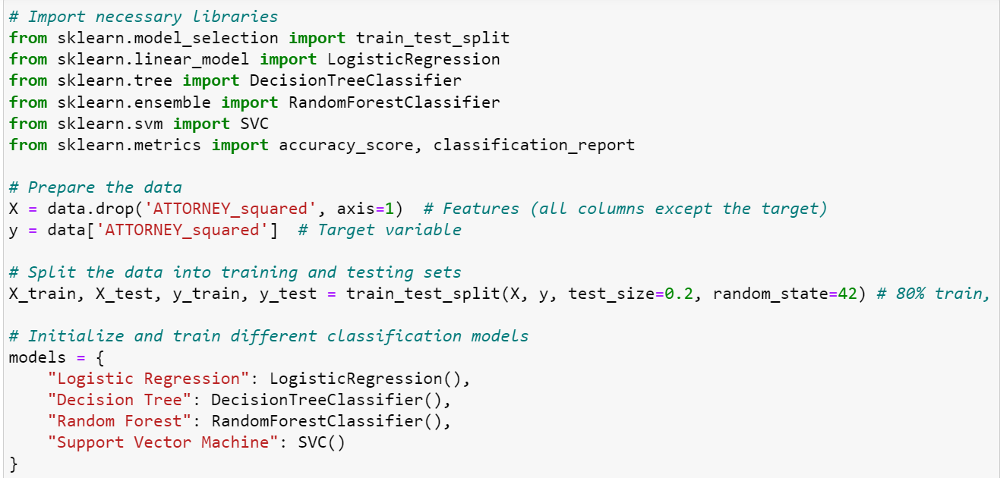 # Import necessary libraries
from sklearn.model_selection import train_test_split
from sklearn.linear_model import LogisticRegression
from sklearn.tree import DecisionTreeClassifier
from sklearn.ensemble import RandomForestClassifier
from sklearn.svm import SVC
from sklearn.metrics import accuracy_score, classification_report

# Prepare the data
X = data.drop('ATTORNEY_squared', axis=1)  # Features (all columns except the target)
y = data['ATTORNEY_squared']  # Target variable

# Split the data into training and testing sets
X_train, X_test, y_train, y_test = train_test_split(X, y, test_size=0.2, random_state=42) # 80% train,

# Initialize and train different classification models
models = {
    "Logistic Regression": LogisticRegression(),
    "Decision Tree": DecisionTreeClassifier(),
    "Random Forest": RandomForestClassifier(),
    "Support Vector Machine": SVC()
}